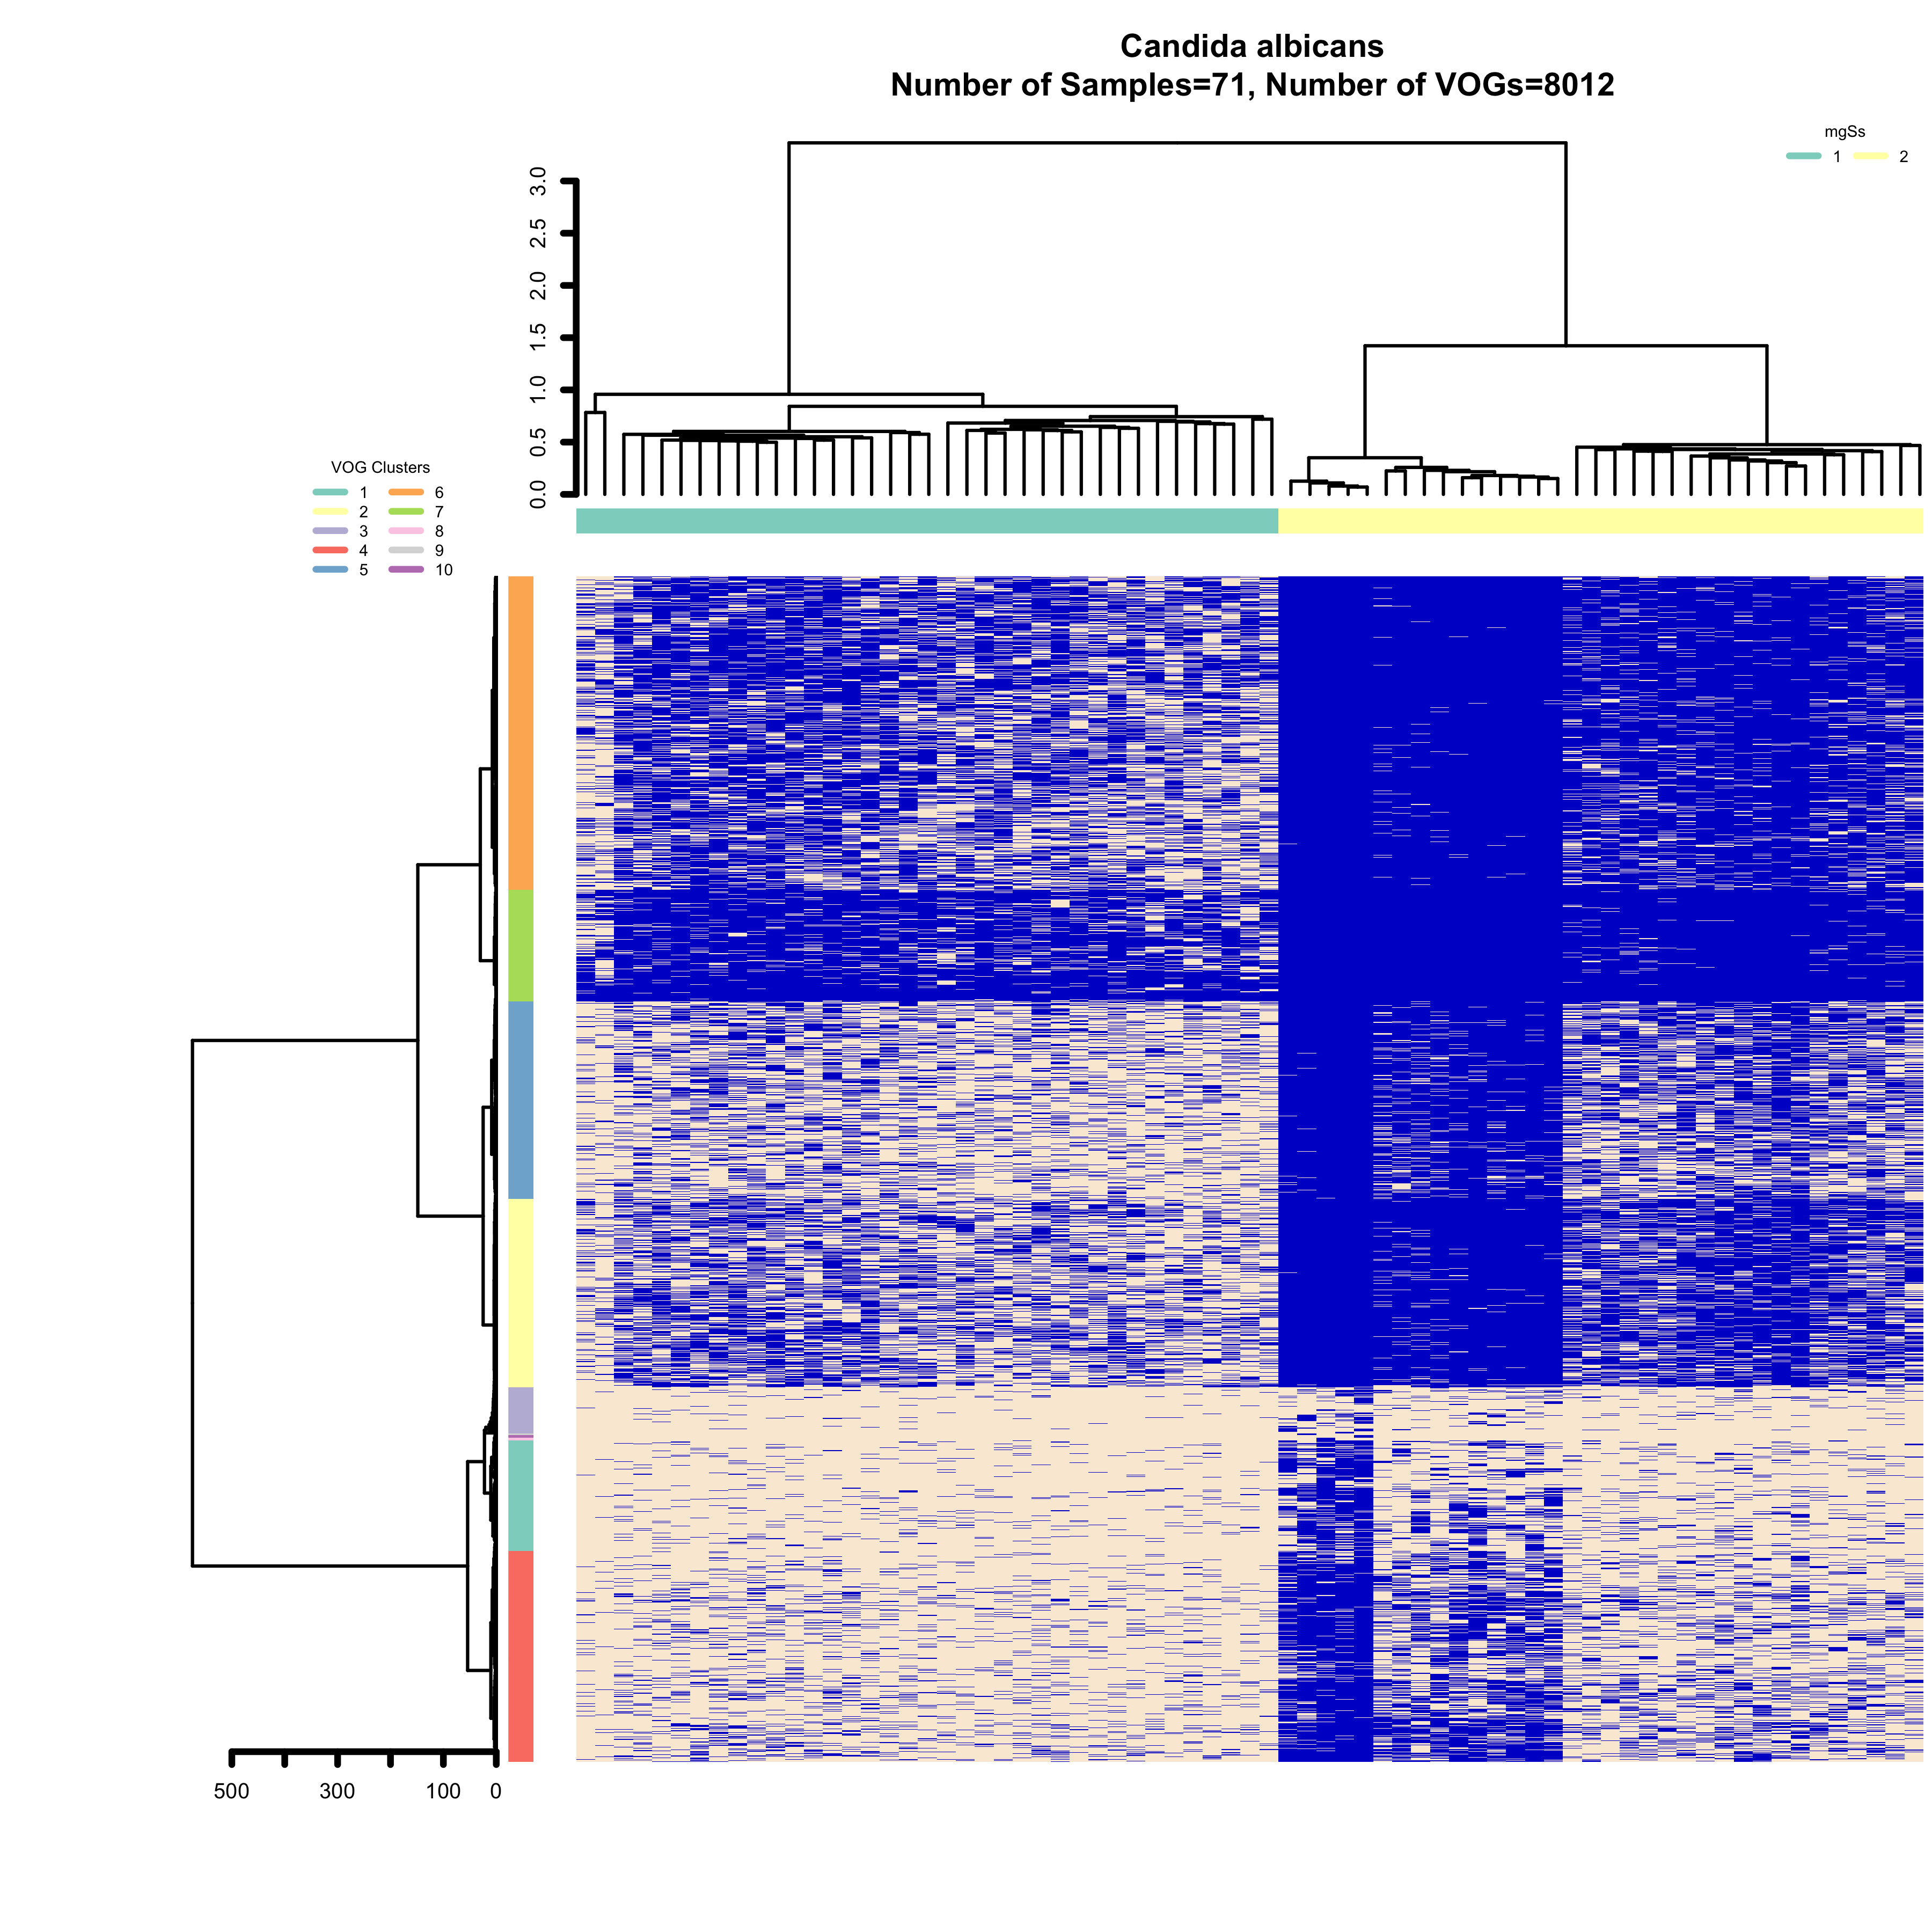 Candida albicans
Number of Samples=71, Number of VOGs=8012
mgSs
1 2
3.0
2.5
2.0
1.5
1.0
0.5
0.0
VOG Clusters
1 6
2 7
3 8
4 9
5 10
500 300 100 0